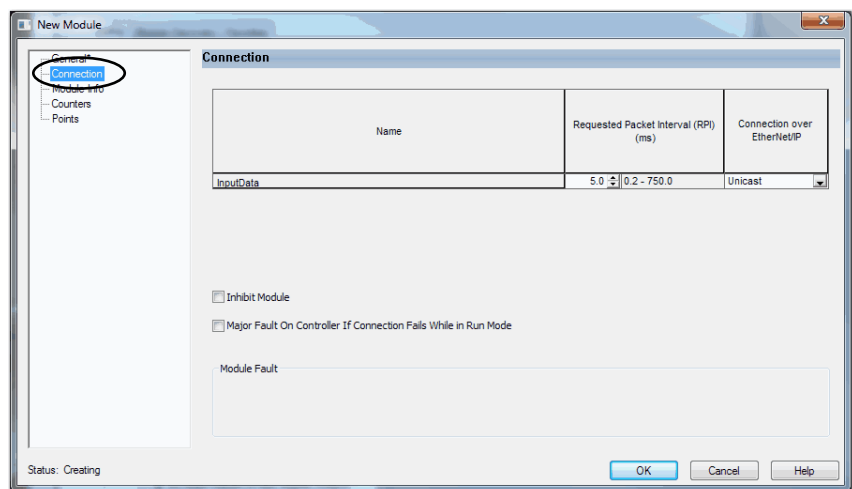 New Module
General*
Connection
Module Info
Counters
Points
Connection
Name
Requested Packet Interval (RPI)
(ms)
Connection over
EtherNet/IP
InputData
5.0
0.2 - 750.0
Unicast
Inhibit Module
Major Fault On Controller If Connection Fails While in Run Mode
Module Fault
Status: Creating
OK
Cancel
Help